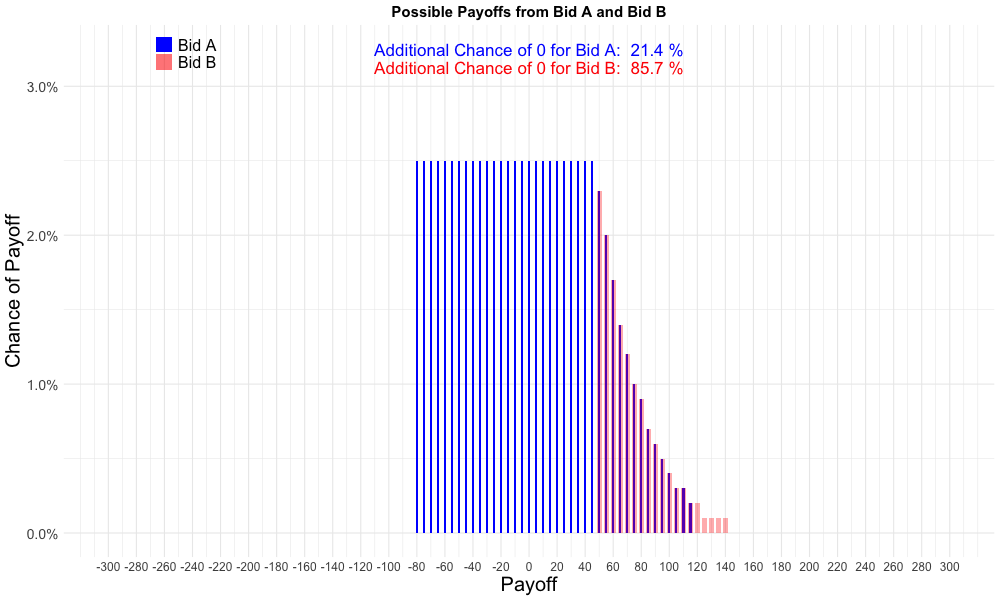 Possible Payoffs from Bid A and Bid B
Bid A
Bid B
Additional Chance of 0 for Bid A: 21.4 %
Additional Chance of 0 for Bid B: 85.7 %
Chance of Payoff
3.0%
2.0%
1.0%
0.0%
-300 -280 -260 -240 -220 -200 -180 -160 -140 -120 -100 -80 -60 -40 -20 0 20 40 60 80 100 120 140 160 180 200 220 240 260 280 300
Payoff